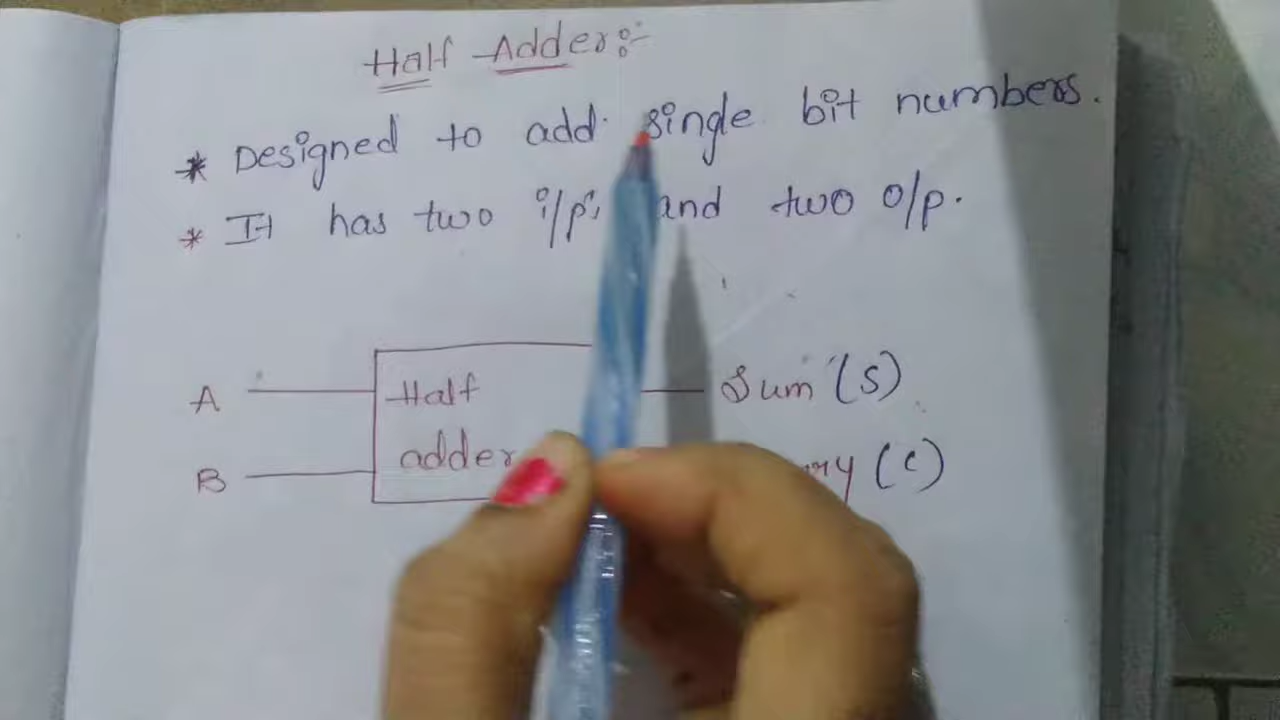 Half Adder:-
* Designed to add single bit numbers.
* It has two i/p's and two o/p.
A Half Sum (S)
B adder (C)